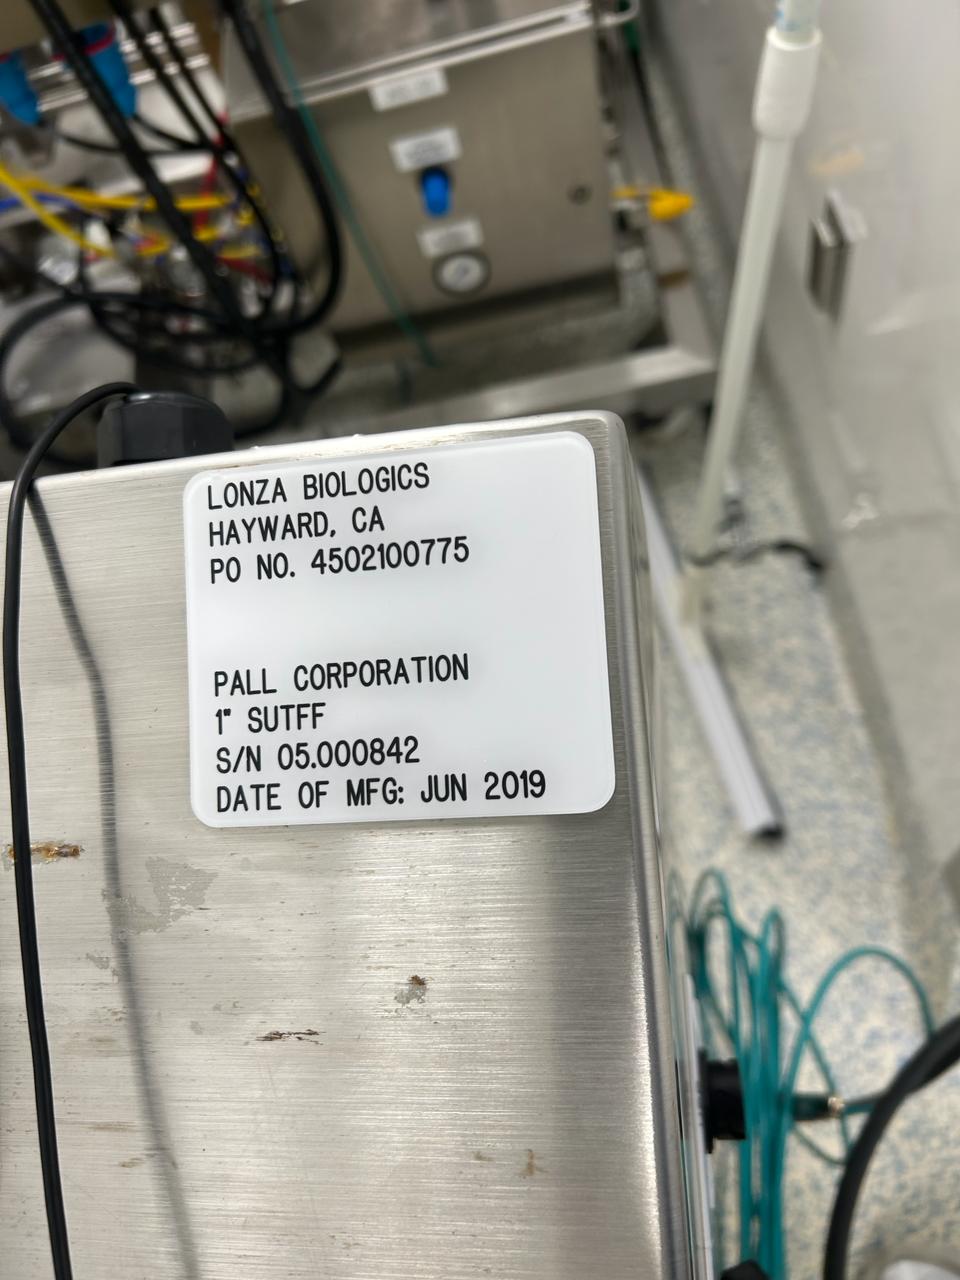 LONZA BIOLOGICS
HAYWARD, CA
PO NO. 4502100775
PALL CORPORATION
1" SUTFF
S/N 05.000842
DATE OF MFG: JUN 2019